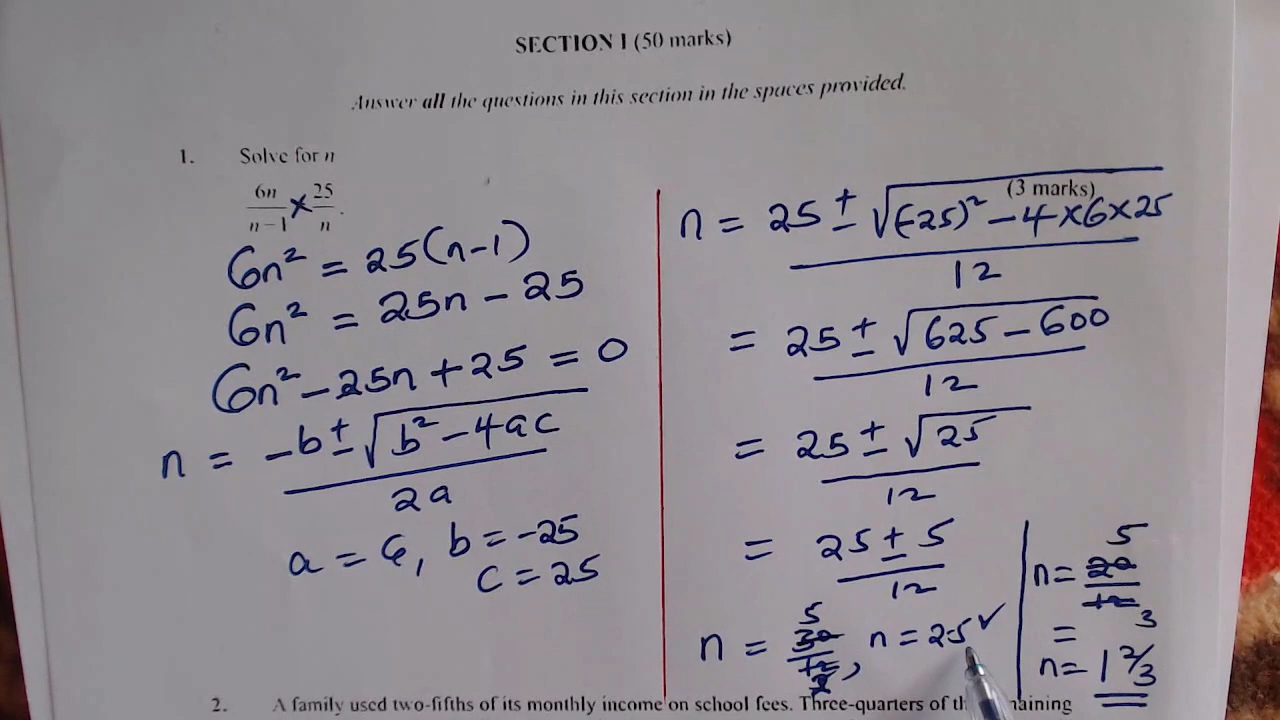 SECTION I (50 marks)
Answer all the questions in this section in the spaces provided.
1. Solve for n
6n/n−1 × 25/n. (3 marks)
6n² = 25(n−1)
6n² = 25n − 25
6n² − 25n + 25 = 0
n = −b ± √(b² − 4ac) / 2a
a = 6, b = −25
c = 25
n = 25 ± √((−25)² − 4×6×25) / 12
= 25 ± √(625 − 600) / 12
= 25 ± √25 / 12
= 25 ± 5 / 12
n = 30/12 5/2, n = 2.5 ✓
n = 20/12 5/3
=
n = 1 2/3
2. A family used two-fifths of its monthly income on school fees. Three-quarters of the remaining